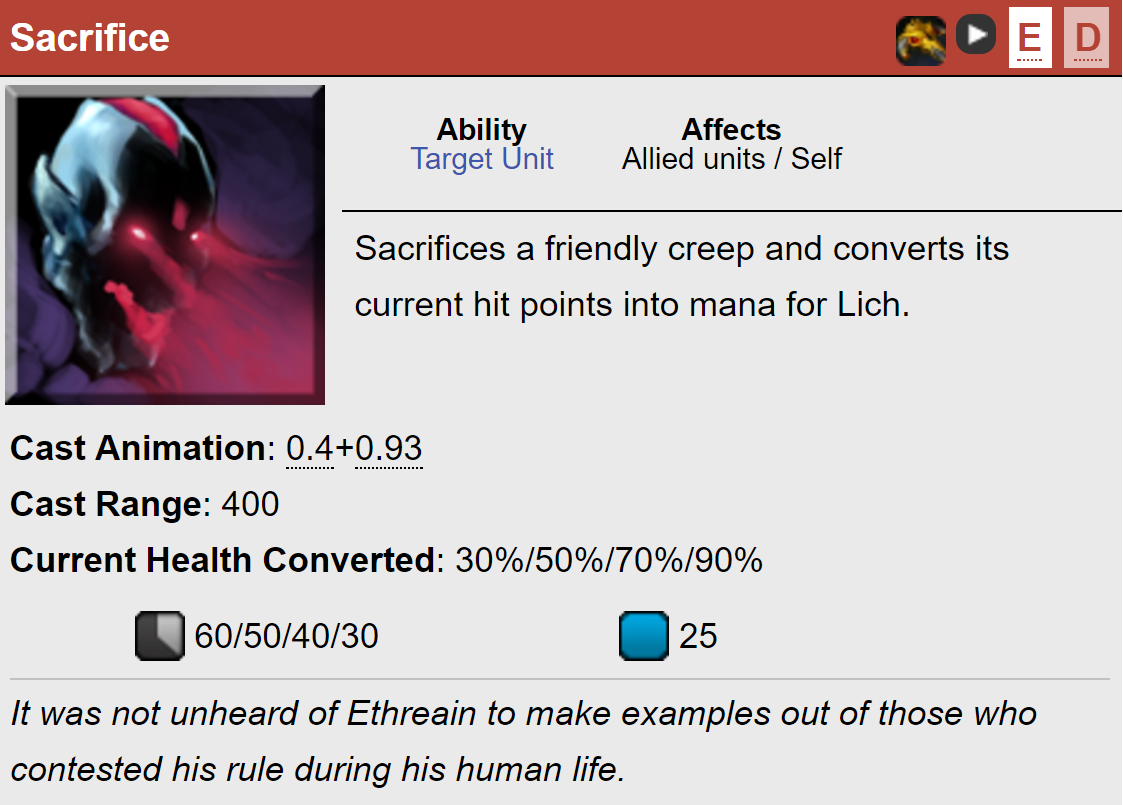 Sacrifice
E D
Ability
Target Unit
Affects
Allied units / Self
Sacrifices a friendly creep and converts its
current hit points into mana for Lich.
Cast Animation: 0.4+0.93
Cast Range: 400
Current Health Converted: 30%/50%/70%/90%
60/50/40/30
25
It was not unheard of Ethreain to make examples out of those who
contested his rule during his human life.